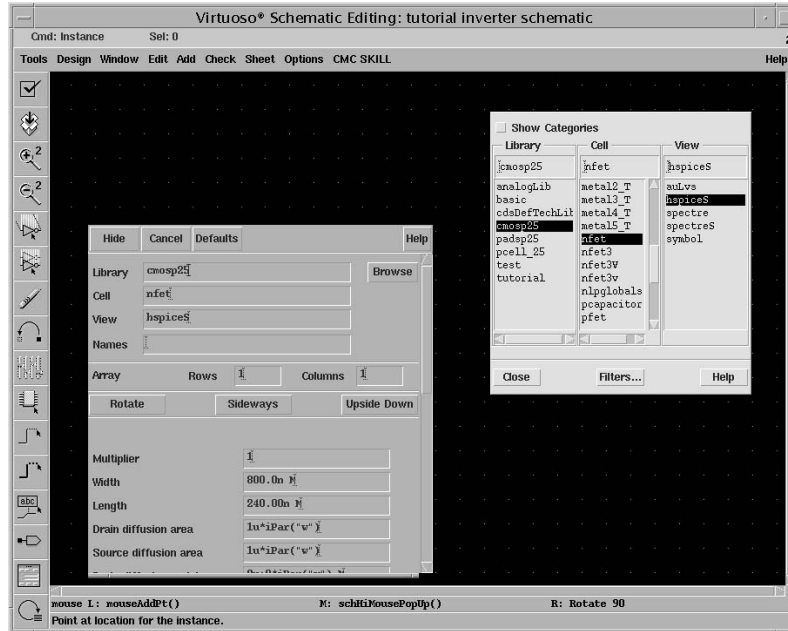 Virtuoso® Schematic Editing: tutorial inverter schematic
Cmd: Instance Sel: 0 2
Tools Design Window Edit Add Check Sheet Options CMC SKILL Help
Show Categories
Library Cell View
cmosp25 nfet hspiceS
analogLib metal2_T auLvs
basic metal3_T hspiceS
cdsDefTechLib metal4_T spectre
cmosp25 metal5_T spectreS
padsp25 nfet symbol
pcell_25 nfet3
test nfet3V
tutorial nfet3v
nlpglobals
pcapacitor
pfet
Close Filters... Help
Hide Cancel Defaults Help
Library cmosp25 Browse
Cell nfet
View hspiceS
Names
Array Rows 1 Columns 1
Rotate Sideways Upside Down
Multiplier 1
Width 800.0n M
Length 240.00n M
Drain diffusion area 1u*iPar("w")
Source diffusion area 1u*iPar("w")
abc
mouse L: mouseAddPt() M: schHiMousePopUp() R: Rotate 90
Point at location for the instance.